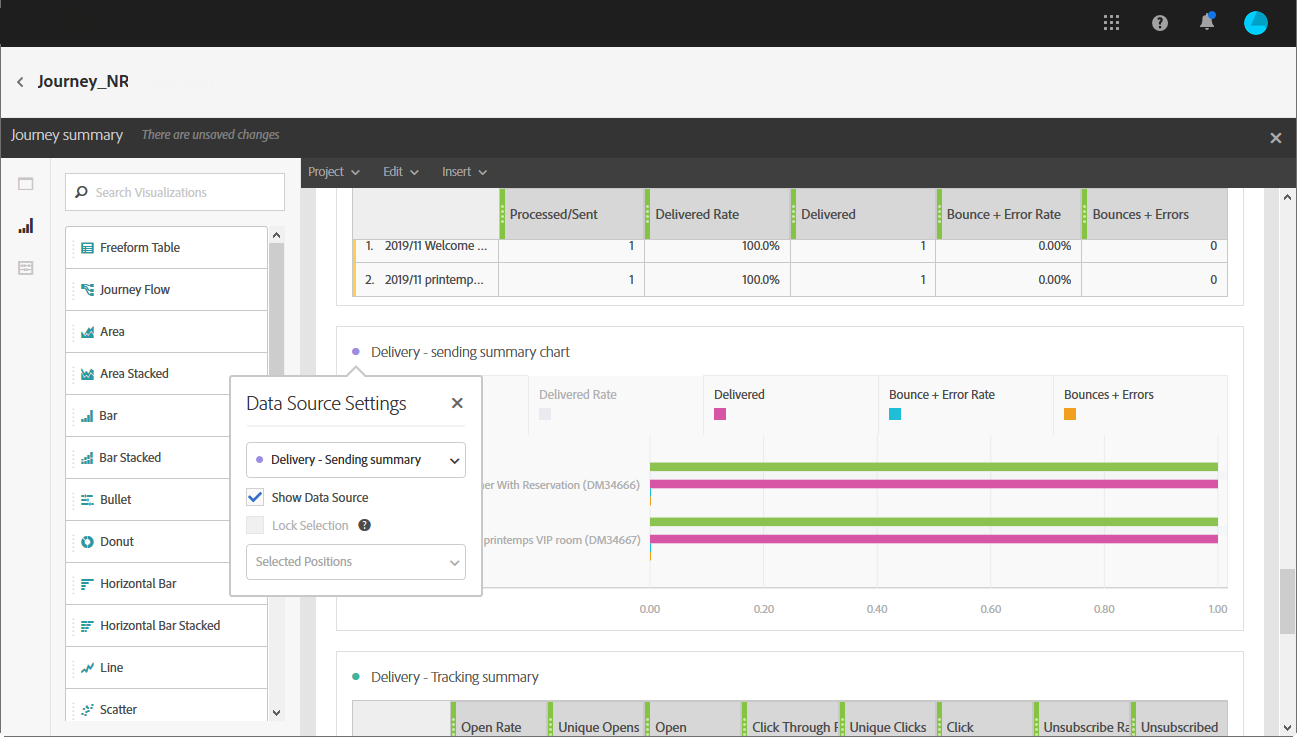 Journey_NR
Journey summary There are unsaved changes
Project Edit Insert
Search Visualizations
Freeform Table
Journey Flow
Area
Area Stacked
Bar
Bar Stacked
Bullet
Donut
Horizontal Bar
Horizontal Bar Stacked
Line
Scatter
Processed/Sent Delivered Rate Delivered Bounce + Error Rate Bounces + Errors
1. 2019/11 Welcome ... 1 100.0% 1 0.00% 0
2. 2019/11 printemp... 1 100.0% 1 0.00% 0
Delivery - sending summary chart
Delivered Rate Delivered Bounce + Error Rate Bounces + Errors
Data Source Settings
Delivery - Sending summary
Show Data Source
Lock Selection ?
Selected Positions
er With Reservation (DM34666)
printemps VIP room (DM34667)
0.00 0.20 0.40 0.60 0.80 1.00
Delivery - Tracking summary
Open Rate Unique Opens Open Click Through Unique Clicks Click Unsubscribe Ra Unsubscribed